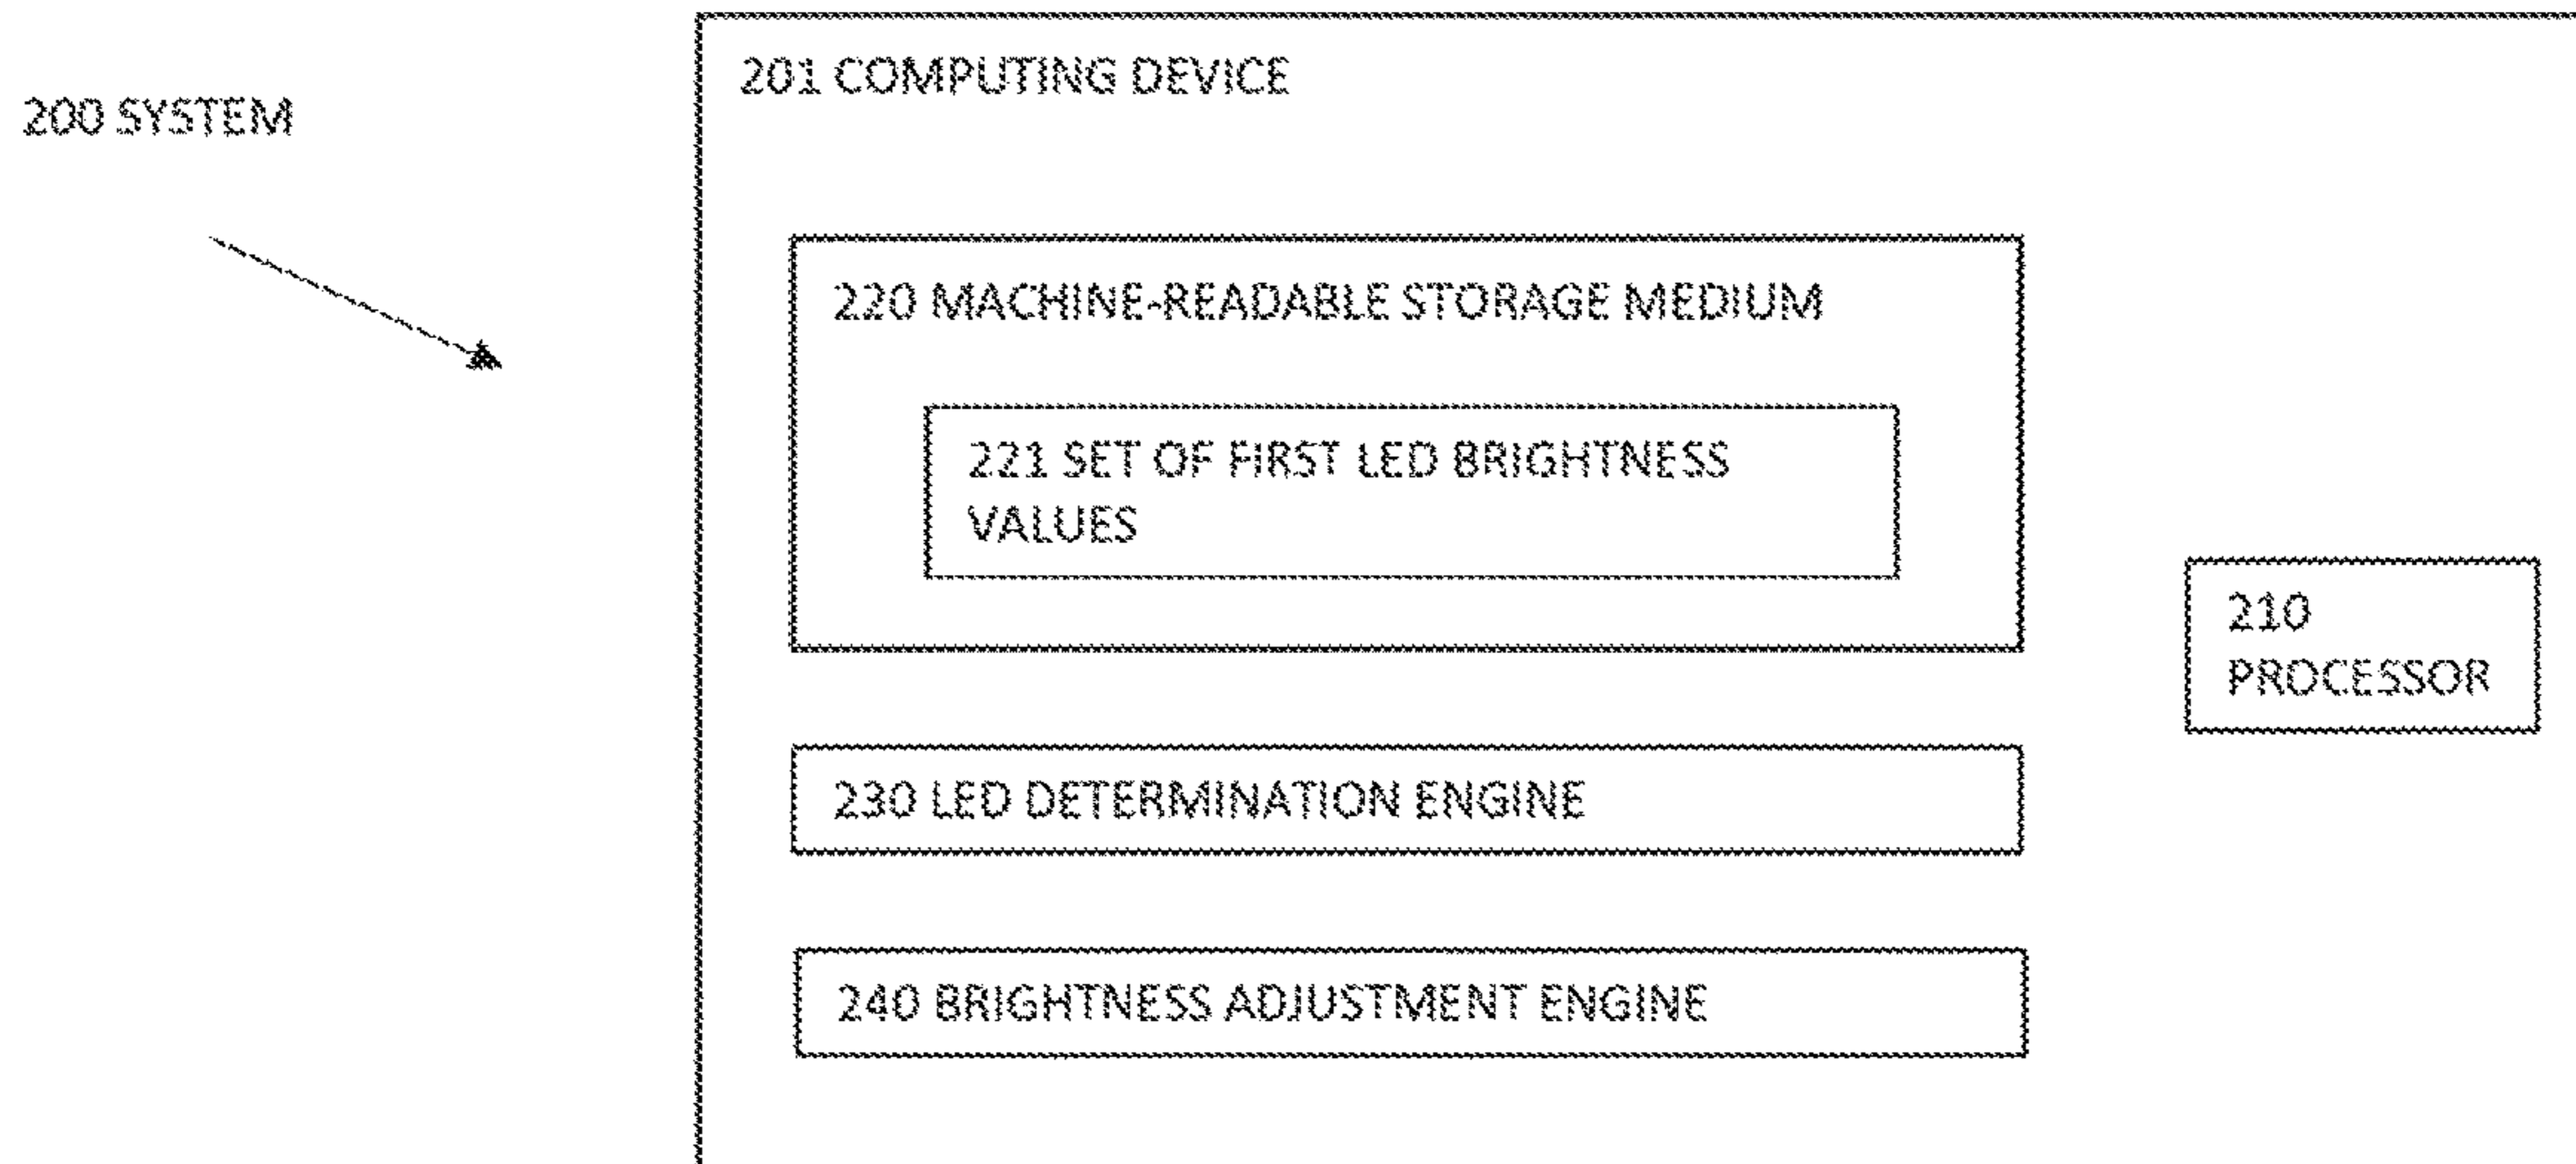 200 SYSTEM
201 COMPUTING DEVICE
220 MACHINE-READABLE STORAGE MEDIUM
221 SET OF FIRST LED BRIGHTNESS
VALUES
210
PROCESSOR
230 LED DETERMINATION ENGINE
240 BRIGHTNESS ADJUSTMENT ENGINE